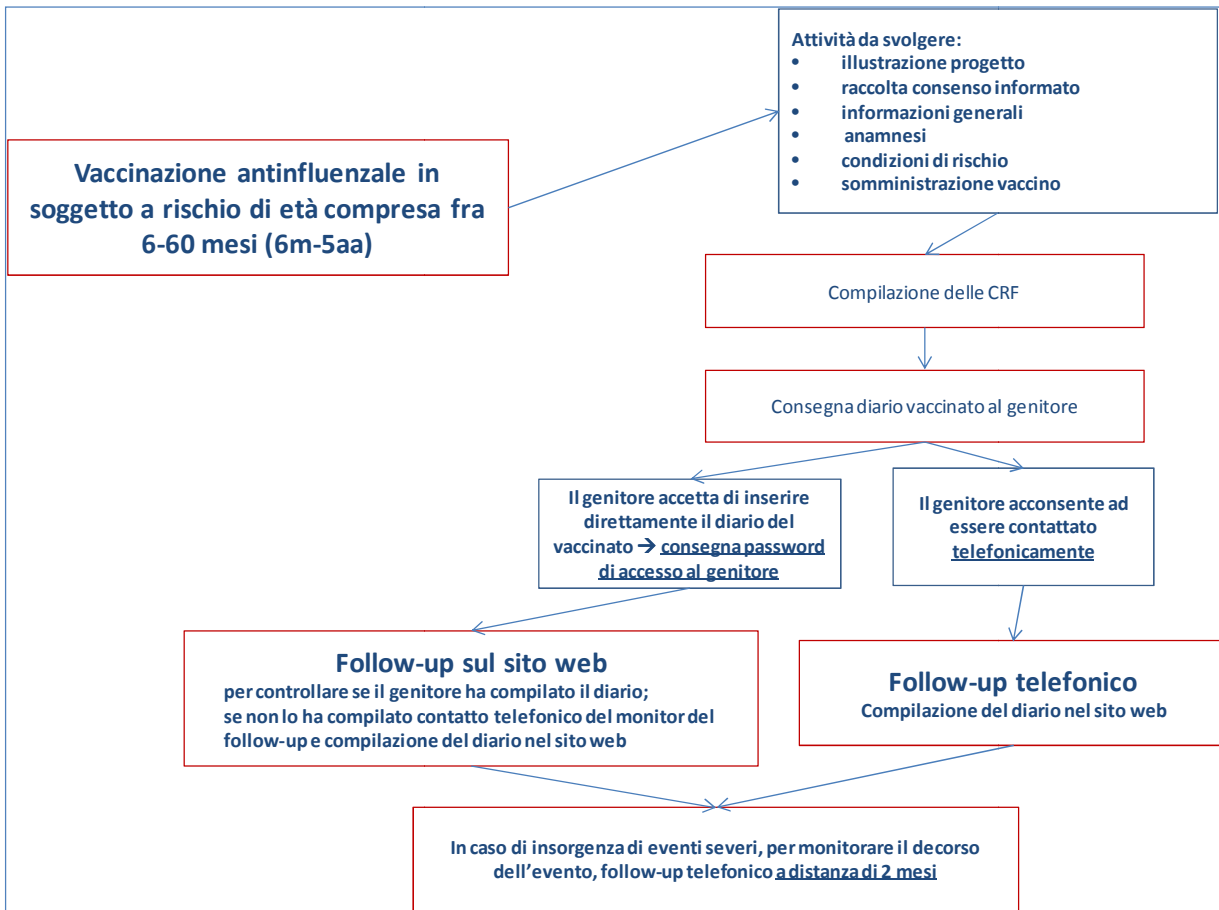 Attività da svolgere:
• illustrazione progetto
• raccolta consenso informato
• informazioni generali
• anamnesi
• condizioni di rischio
• somministrazione vaccino
Vaccinazione antinfluenzale in
soggetto a rischio di età compresa fra
6-60 mesi (6m-5aa)
Compilazione delle CRF
Consegna diario vaccinato al genitore
Il genitore accetta di inserire
direttamente il diario del
vaccinato → consegna password
di accesso al genitore
Il genitore acconsente ad
essere contattato
telefonicamente
Follow-up sul sito web
per controllare se il genitore ha compilato il diario;
se non lo ha compilato contatto telefonico del monitor del
follow-up e compilazione del diario nel sito web
Follow-up telefonico
Compilazione del diario nel sito web
In caso di insorgenza di eventi severi, per monitorare il decorso
dell'evento, follow-up telefonico a distanza di 2 mesi